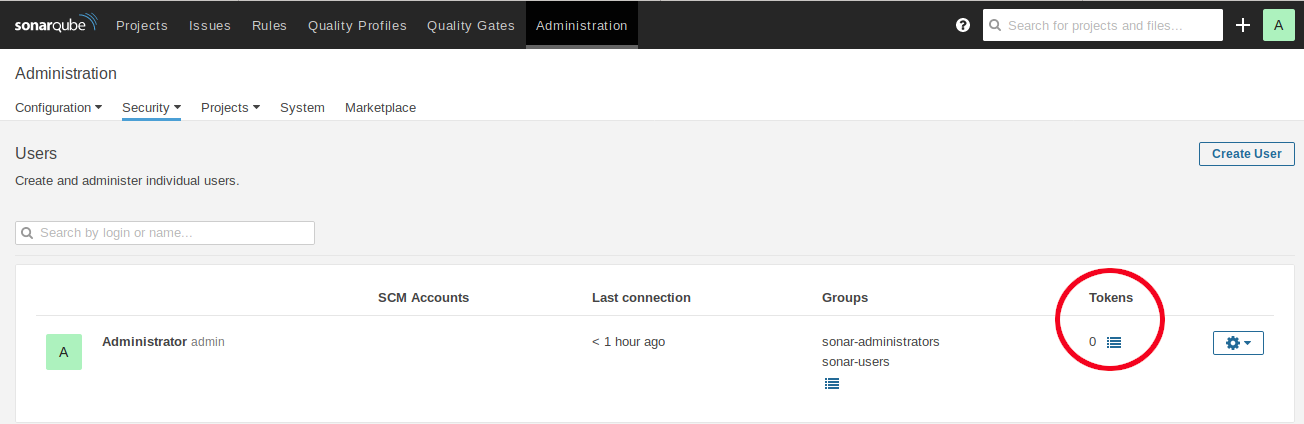 sonarqube Projects Issues Rules Quality Profiles Quality Gates Administration Search for projects and files... A
Administration
Configuration Security Projects System Marketplace
Users Create User
Create and administer individual users.
Search by login or name...
SCM Accounts Last connection Groups Tokens
A Administrator admin < 1 hour ago sonar-administrators 0
sonar-users